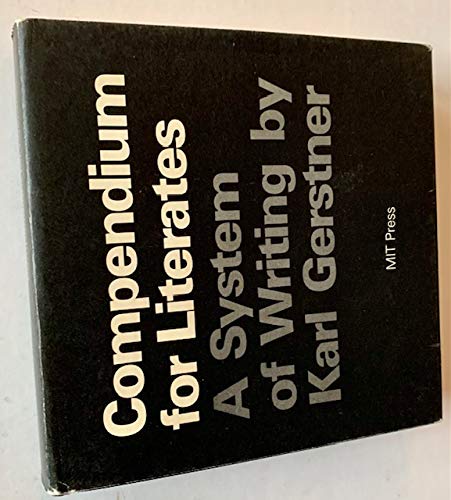 Compendium
for Literates
A System
of Writing by
Karl Gerstner
MIT Press